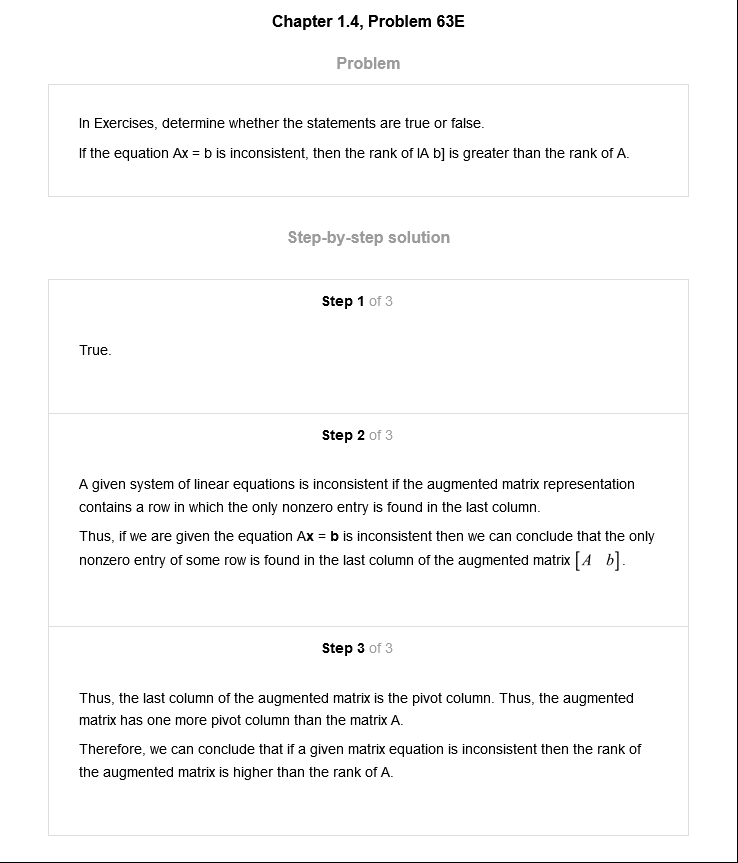 Chapter 1.4, Problem 63E
Problem
In Exercises, determine whether the statements are true or false.
If the equation Ax = b is inconsistent, then the rank of lA b] is greater than the rank of A.
Step-by-step solution
Step 1 of 3
True.
Step 2 of 3
A given system of linear equations is inconsistent if the augmented matrix representation
contains a row in which the only nonzero entry is found in the last column.
Thus, if we are given the equation Ax = b is inconsistent then we can conclude that the only
nonzero entry of some row is found in the last column of the augmented matrix [A b].
Step 3 of 3
Thus, the last column of the augmented matrix is the pivot column. Thus, the augmented
matrix has one more pivot column than the matrix A.
Therefore, we can conclude that if a given matrix equation is inconsistent then the rank of
the augmented matrix is higher than the rank of A.